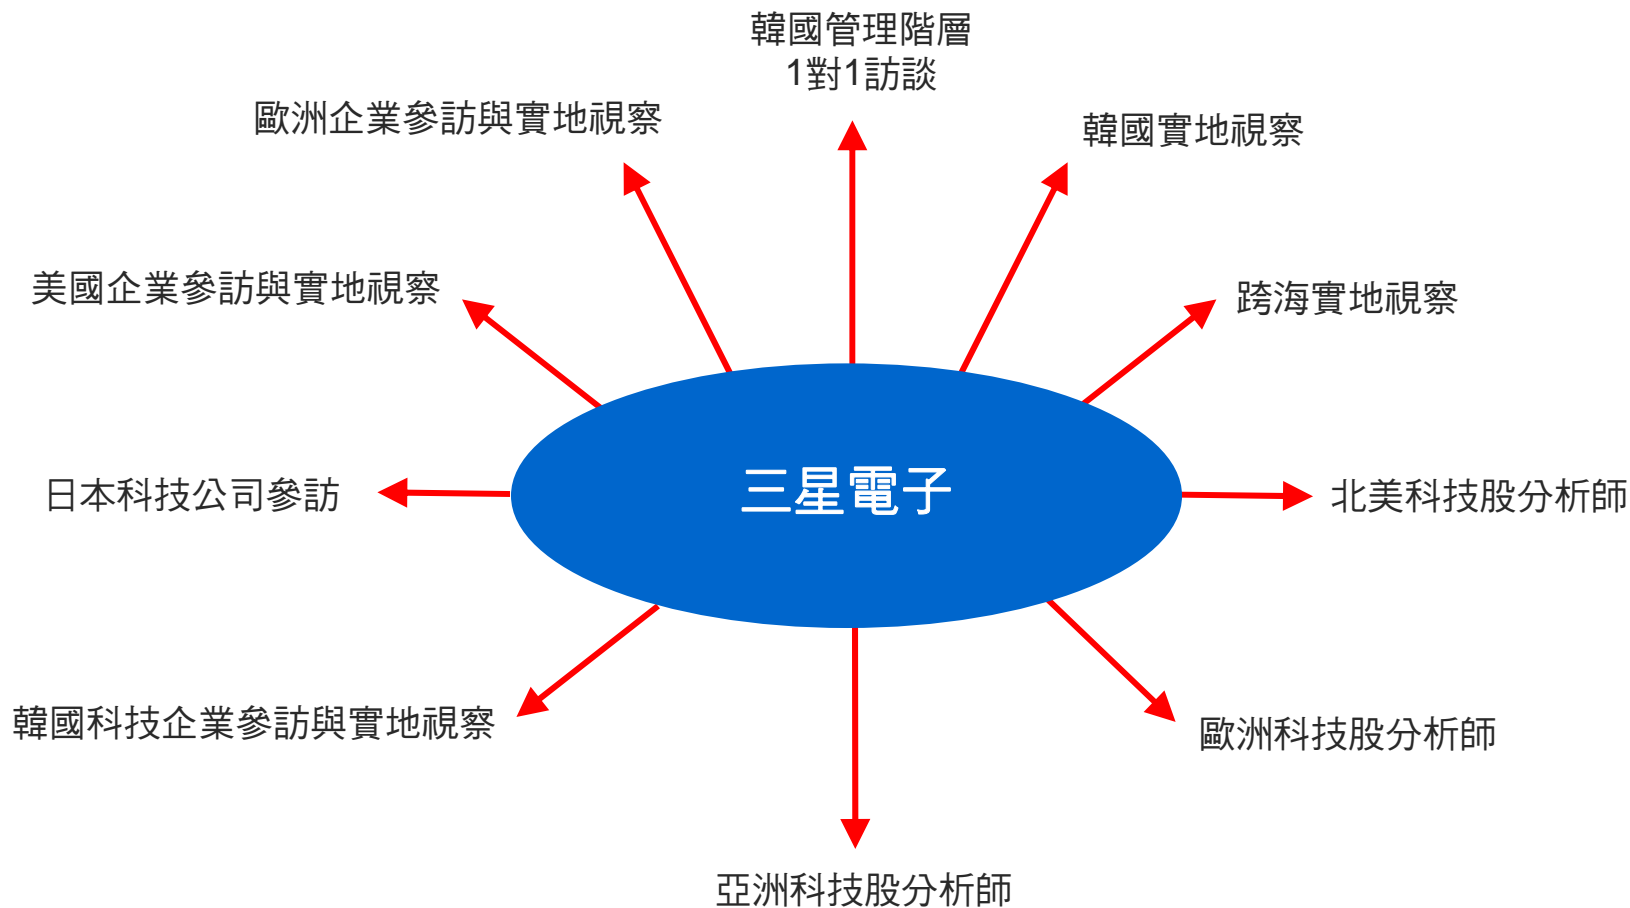 韓國管理階層
1對1訪談
歐洲企業參訪與實地視察
韓國實地視察
美國企業參訪與實地視察
跨海實地視察
三星電子
日本科技公司參訪
北美科技股分析師
韓國科技企業參訪與實地視察
歐洲科技股分析師
亞洲科技股分析師